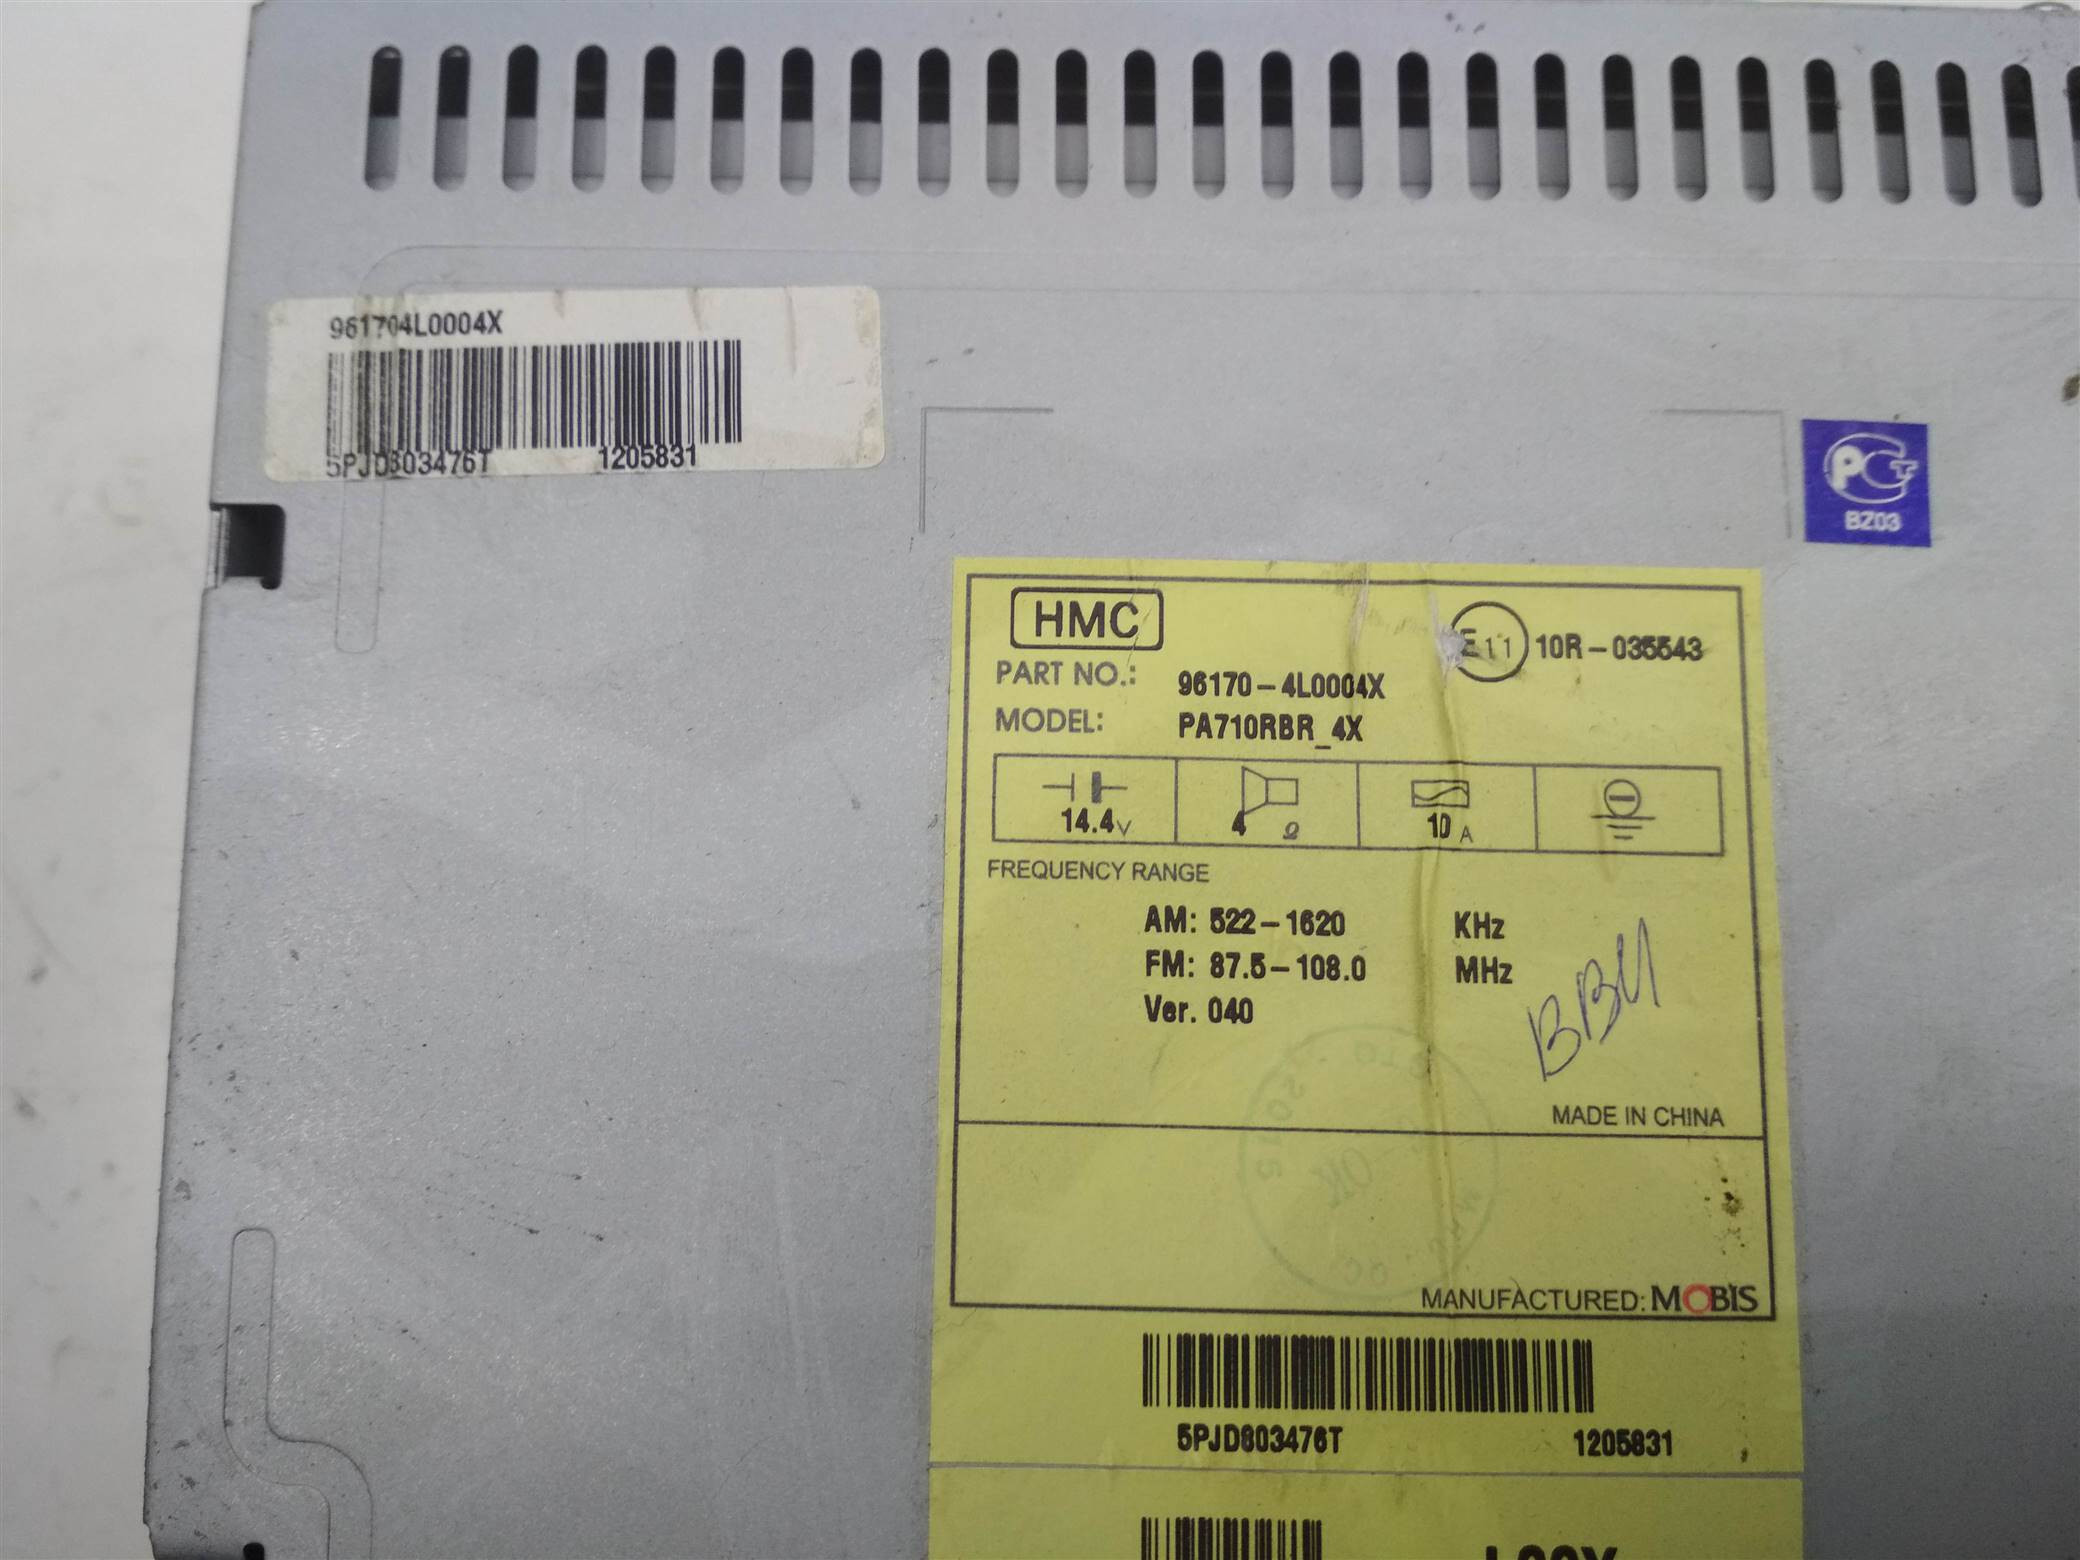 961704L0004X
5PJD803476T 1205831
PCT
BZ03
HMC
E11 10R-035543
PART NO.: 96170-4L0004X
MODEL: PA710RBR_4X
14.4V 4 Ω 10 A
FREQUENCY RANGE
AM: 522-1620 KHz
FM: 87.5-108.0 MHz
Ver. 040
MADE IN CHINA
OK
MANUFACTURED: MOBIS
5PJD803476T 1205831